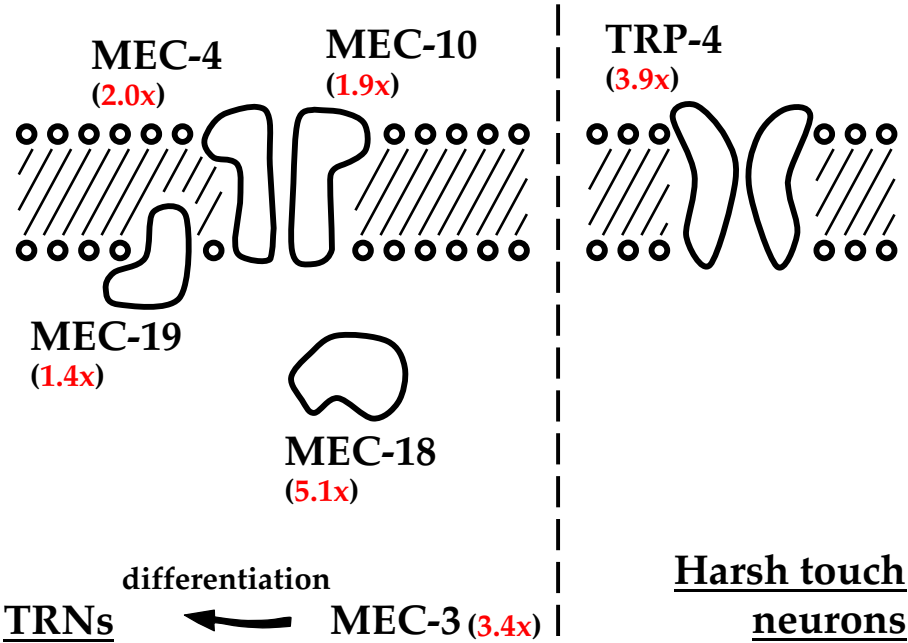 MEC-4
(2.0x)
MEC-10
(1.9x)
TRP-4
(3.9x)
MEC-19
(1.4x)
MEC-18
(5.1x)
differentiation
TRNs
MEC-3 (3.4x)
Harsh touch
neurons